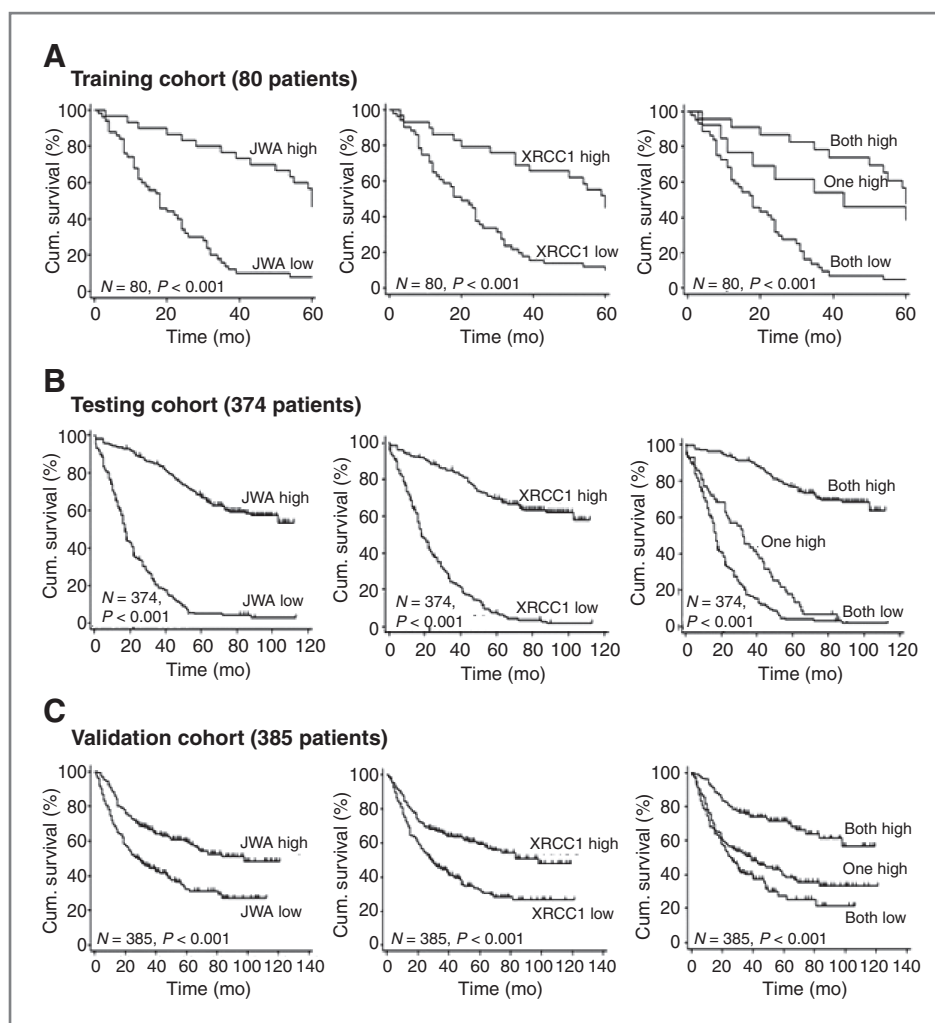 A
Training cohort (80 patients)
Cum. survival (%)
100
80
60
40
20
0
JWA high
JWA low
N = 80, P < 0.001
0 20 40 60
Time (mo)
Cum. survival (%)
100
80
60
40
20
0
XRCC1 high
XRCC1 low
N = 80, P < 0.001
0 20 40 60
Time (mo)
Cum. survival (%)
100
80
60
40
20
0
Both high
One high
Both low
N = 80, P < 0.001
0 20 40 60
Time (mo)
B
Testing cohort (374 patients)
Cum. survival (%)
100
80
60
40
20
0
JWA high
JWA low
N = 374,
P < 0.001
0 20 40 60 80 100 120
Time (mo)
Cum. survival (%)
100
80
60
40
20
0
XRCC1 high
XRCC1 low
N = 374,
P < 0.001
0 20 40 60 80 100 120
Time (mo)
Cum. survival (%)
100
80
60
40
20
0
Both high
One high
Both low
N = 374,
P < 0.001
0 20 40 60 80 100 120
Time (mo)
C
Validation cohort (385 patients)
Cum. survival (%)
100
80
60
40
20
0
JWA high
JWA low
N = 385, P < 0.001
0 20 40 60 80 100 120 140
Time (mo)
Cum. survival (%)
100
80
60
40
20
0
XRCC1 high
XRCC1 low
N = 385, P < 0.001
0 20 40 60 80 100 120 140
Time (mo)
Cum. survival (%)
100
80
60
40
20
0
Both high
One high
Both low
N = 385, P < 0.001
0 20 40 60 80 100 120 140
Time (mo)